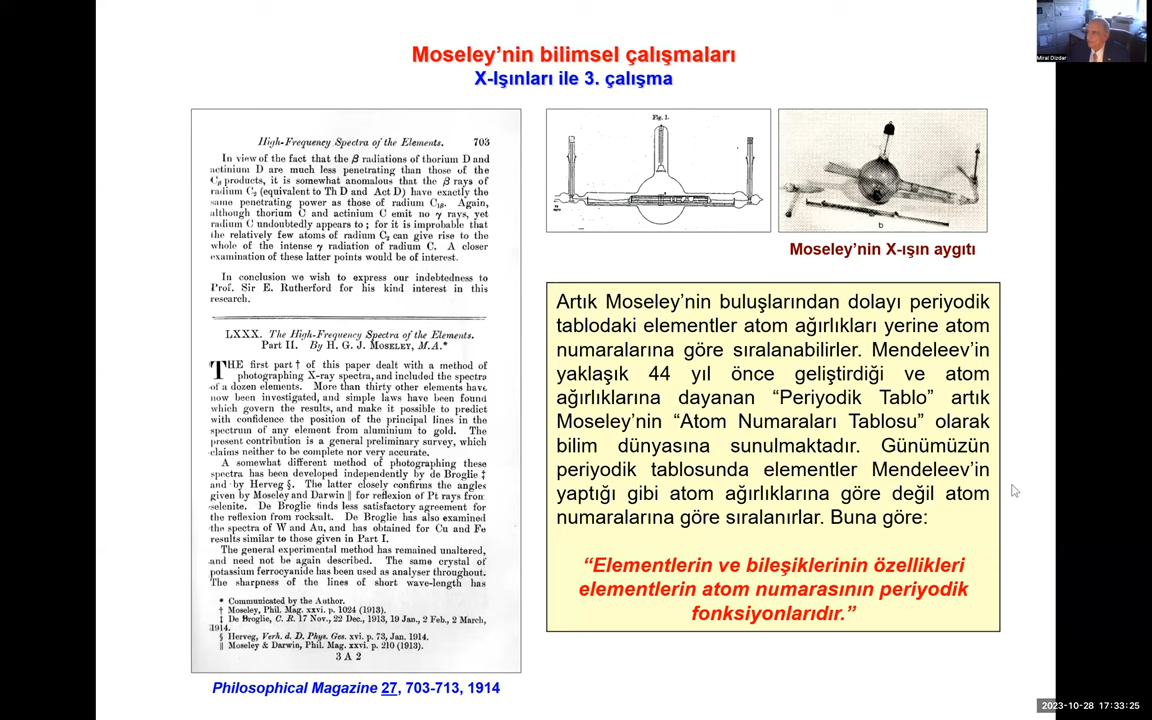 Moseley’nin bilimsel çalışmaları
X-Işınları ile 3. çalışma
High-Frequency Spectra of the Elements. 703
In view of the fact that the β radiations of thorium D and
actinium D are much less penetrating than those of the
products, it is somewhat anomalous that the β rays of
radium C₂ (equivalent to Th D and Act D) have exactly the
same penetrating power as those of radium Again,
although thorium C and actinium C emit no γ rays, yet
radium C undoubtedly appears to; for it is improbable that
the relatively few atoms of radium C₂ can give rise to the
whole of the intense γ radiation of radium C. A closer
examination of these latter points would be of interest.
In conclusion we wish to express our indebtedness to
Prof. Sir E. Rutherford for his kind interest in this
research.
LXXX. The High-Frequency Spectra of the Elements.
Part II. By H. G. J. MOSELEY, M.A.*
THE first part † of this paper dealt with a method of
photographing X-ray spectra, and included the spectra
of a dozen elements. More than thirty other elements have
now been investigated, and simple laws have been found
which govern the results, and make it possible to predict
with confidence the position of the principal lines in the
spectrum of any element from aluminium to gold. The
present contribution is a general preliminary survey, which
claims neither to be complete nor very accurate.
A somewhat different method of photographing these
spectra has been developed independently by de Broglie ‡
and by Herveg §. The latter closely confirms the angles
given by Moseley and Darwin ‖ for reflexion of Pt rays from
selenite. De Broglie finds less satisfactory agreement for
the reflexion from rocksalt. De Broglie has also examined
the spectra of W and Au, and has obtained for Cu and Fe
results similar to those given in Part I.
The general experimental method has remained unaltered,
and need not be again described. The same crystal of
potassium ferrocyanide has been used as analyser throughout.
The sharpness of the lines of short wave-length has
* Communicated by the Author.
† Moseley, Phil. Mag. xxvi. p. 1024 (1913).
‡ De Broglie, C. R. 17 Nov., 22 Dec., 1913, 19 Jan., 2 Feb., 2 March,
1914.
§ Herveg, Verh. d. D. Phys. Ges. xvi. p. 73, Jan. 1914.
‖ Moseley & Darwin, Phil. Mag. xxvi. p. 210 (1913).
3 A 2
Philosophical Magazine 27, 703-713, 1914
Fig. 1.
b
Moseley’nin X-ışın aygıtı
Artık Moseley’nin buluşlarından dolayı periyodik
tablodaki elementler atom ağırlıkları yerine atom
numaralarına göre sıralanabilirler. Mendeleev’in
yaklaşık 44 yıl önce geliştirdiği ve atom
ağırlıklarına dayanan “Periyodik Tablo” artık
Moseley’nin “Atom Numaraları Tablosu” olarak
bilim dünyasına sunulmaktadır. Günümüzün
periyodik tablosunda elementler Mendeleev’in
yaptığı gibi atom ağırlıklarına göre değil atom
numaralarına göre sıralanırlar. Buna göre:
“Elementlerin ve bileşiklerinin özellikleri
elementlerin atom numarasının periyodik
fonksiyonlarıdır.”
Miral Dizdar
2023-10-28 17:33:25